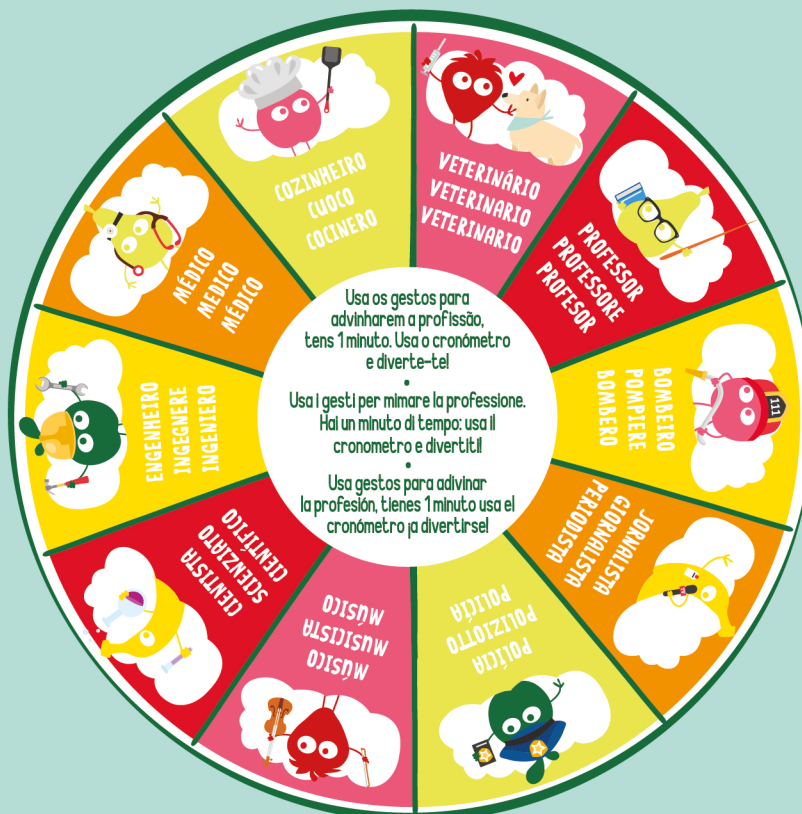 COZINHEIRO
CUOCO
COCINERO
VETERINÁRIO
VETERINARIO
VETERINARIO
PROFESSOR
PROFESSORE
PROFESOR
BOMBEIRO
POMPIERE
BOMBERO
111
JORNALISTA
GIORNALISTA
PERIODISTA
POLÍCIA
POLIZIOTTO
POLICÍA
MÚSICO
MUSICISTA
MÚSICO
CIENTISTA
SCIENZIATO
CIENTÍFICO
ENGENHEIRO
INGEGNERE
INGENIERO
MÉDICO
MEDICO
MÉDICO
Usa os gestos para
advinharem a profissão,
tens 1 minuto. Usa o cronómetro
e diverte-te!
•
Usa i gesti per mimare la professione.
Hai un minuto di tempo: usa il
cronometro e divertiti!
•
Usa gestos para adivinar
la profesión, tienes 1 minuto usa el
cronómetro ¡a divertirse!